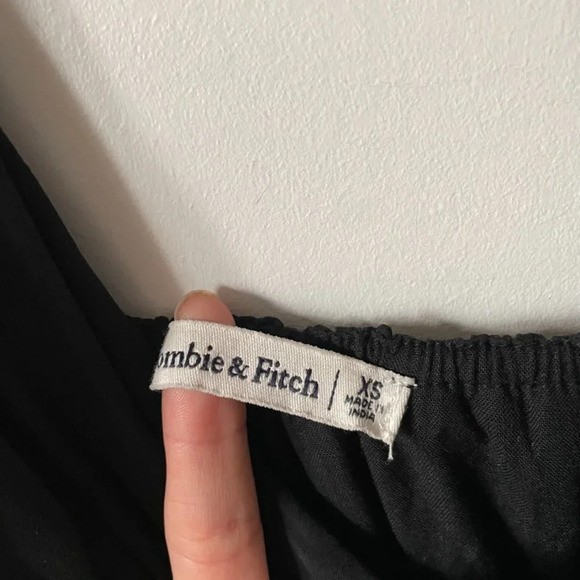 ombie & Fitch
XS
MADE IN
INDIA